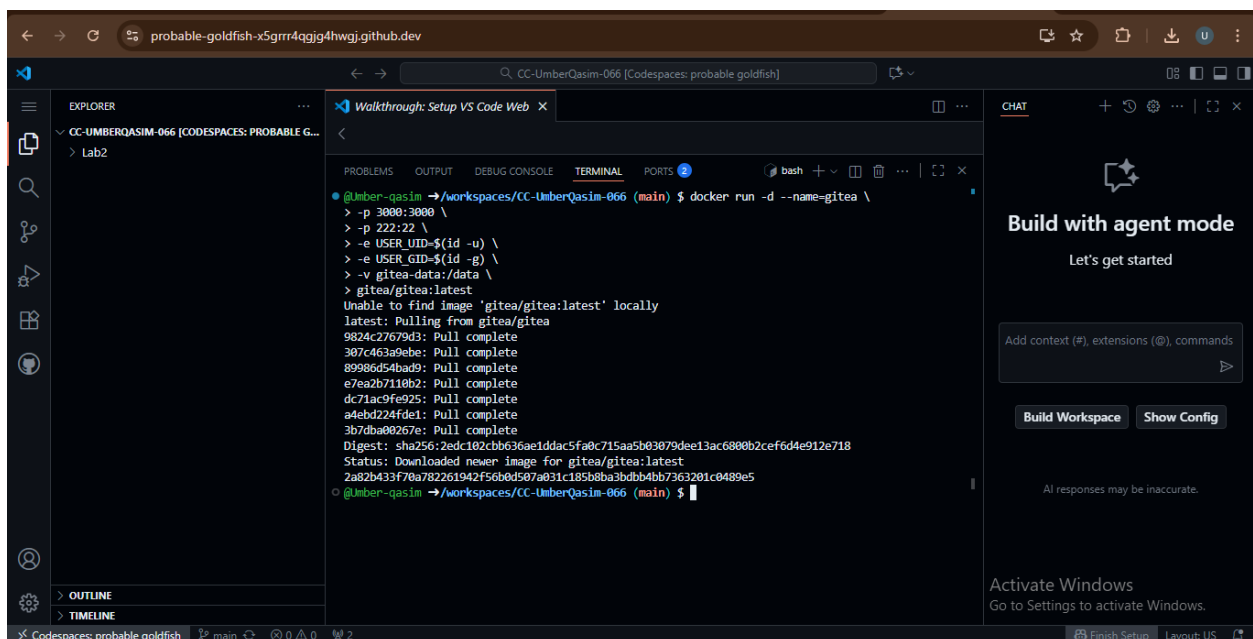 probable-goldfish-x5grrr4qgjg4hwgj.github.dev
U
CC-UmberQasim-066 [Codespaces: probable goldfish]
EXPLORER
CC-UMBERQASIM-066 [CODESPACES: PROBABLE G...
Lab2
OUTLINE
TIMELINE
Walkthrough: Setup VS Code Web
PROBLEMS OUTPUT DEBUG CONSOLE TERMINAL PORTS 2 bash
@Umber-qasim →/workspaces/CC-UmberQasim-066 (main) $ docker run -d --name=gitea \
> -p 3000:3000 \
> -p 222:22 \
> -e USER_UID=$(id -u) \
> -e USER_GID=$(id -g) \
> -v gitea-data:/data \
> gitea/gitea:latest
Unable to find image 'gitea/gitea:latest' locally
latest: Pulling from gitea/gitea
9824c27679d3: Pull complete
307c463a9ebe: Pull complete
89986d54bad9: Pull complete
e7ea2b7110b2: Pull complete
dc71ac9fe925: Pull complete
a4ebd224fde1: Pull complete
3b7dba00267e: Pull complete
Digest: sha256:2edc102cbb636ae1ddac5fa0c715aa5b03079dee13ac6800b2cef6d4e912e718
Status: Downloaded newer image for gitea/gitea:latest
2a82b433f70a782261942f56b0d507a031c185b8ba3bdbb4bb7363201c0489e5
@Umber-qasim →/workspaces/CC-UmberQasim-066 (main) $
CHAT
Build with agent mode
Let's get started
Add context (#), extensions (@), commands
Build Workspace Show Config
AI responses may be inaccurate.
Activate Windows
Go to Settings to activate Windows.
Codespaces: probable goldfish main 0 0 2 Finish Setup Layout: US